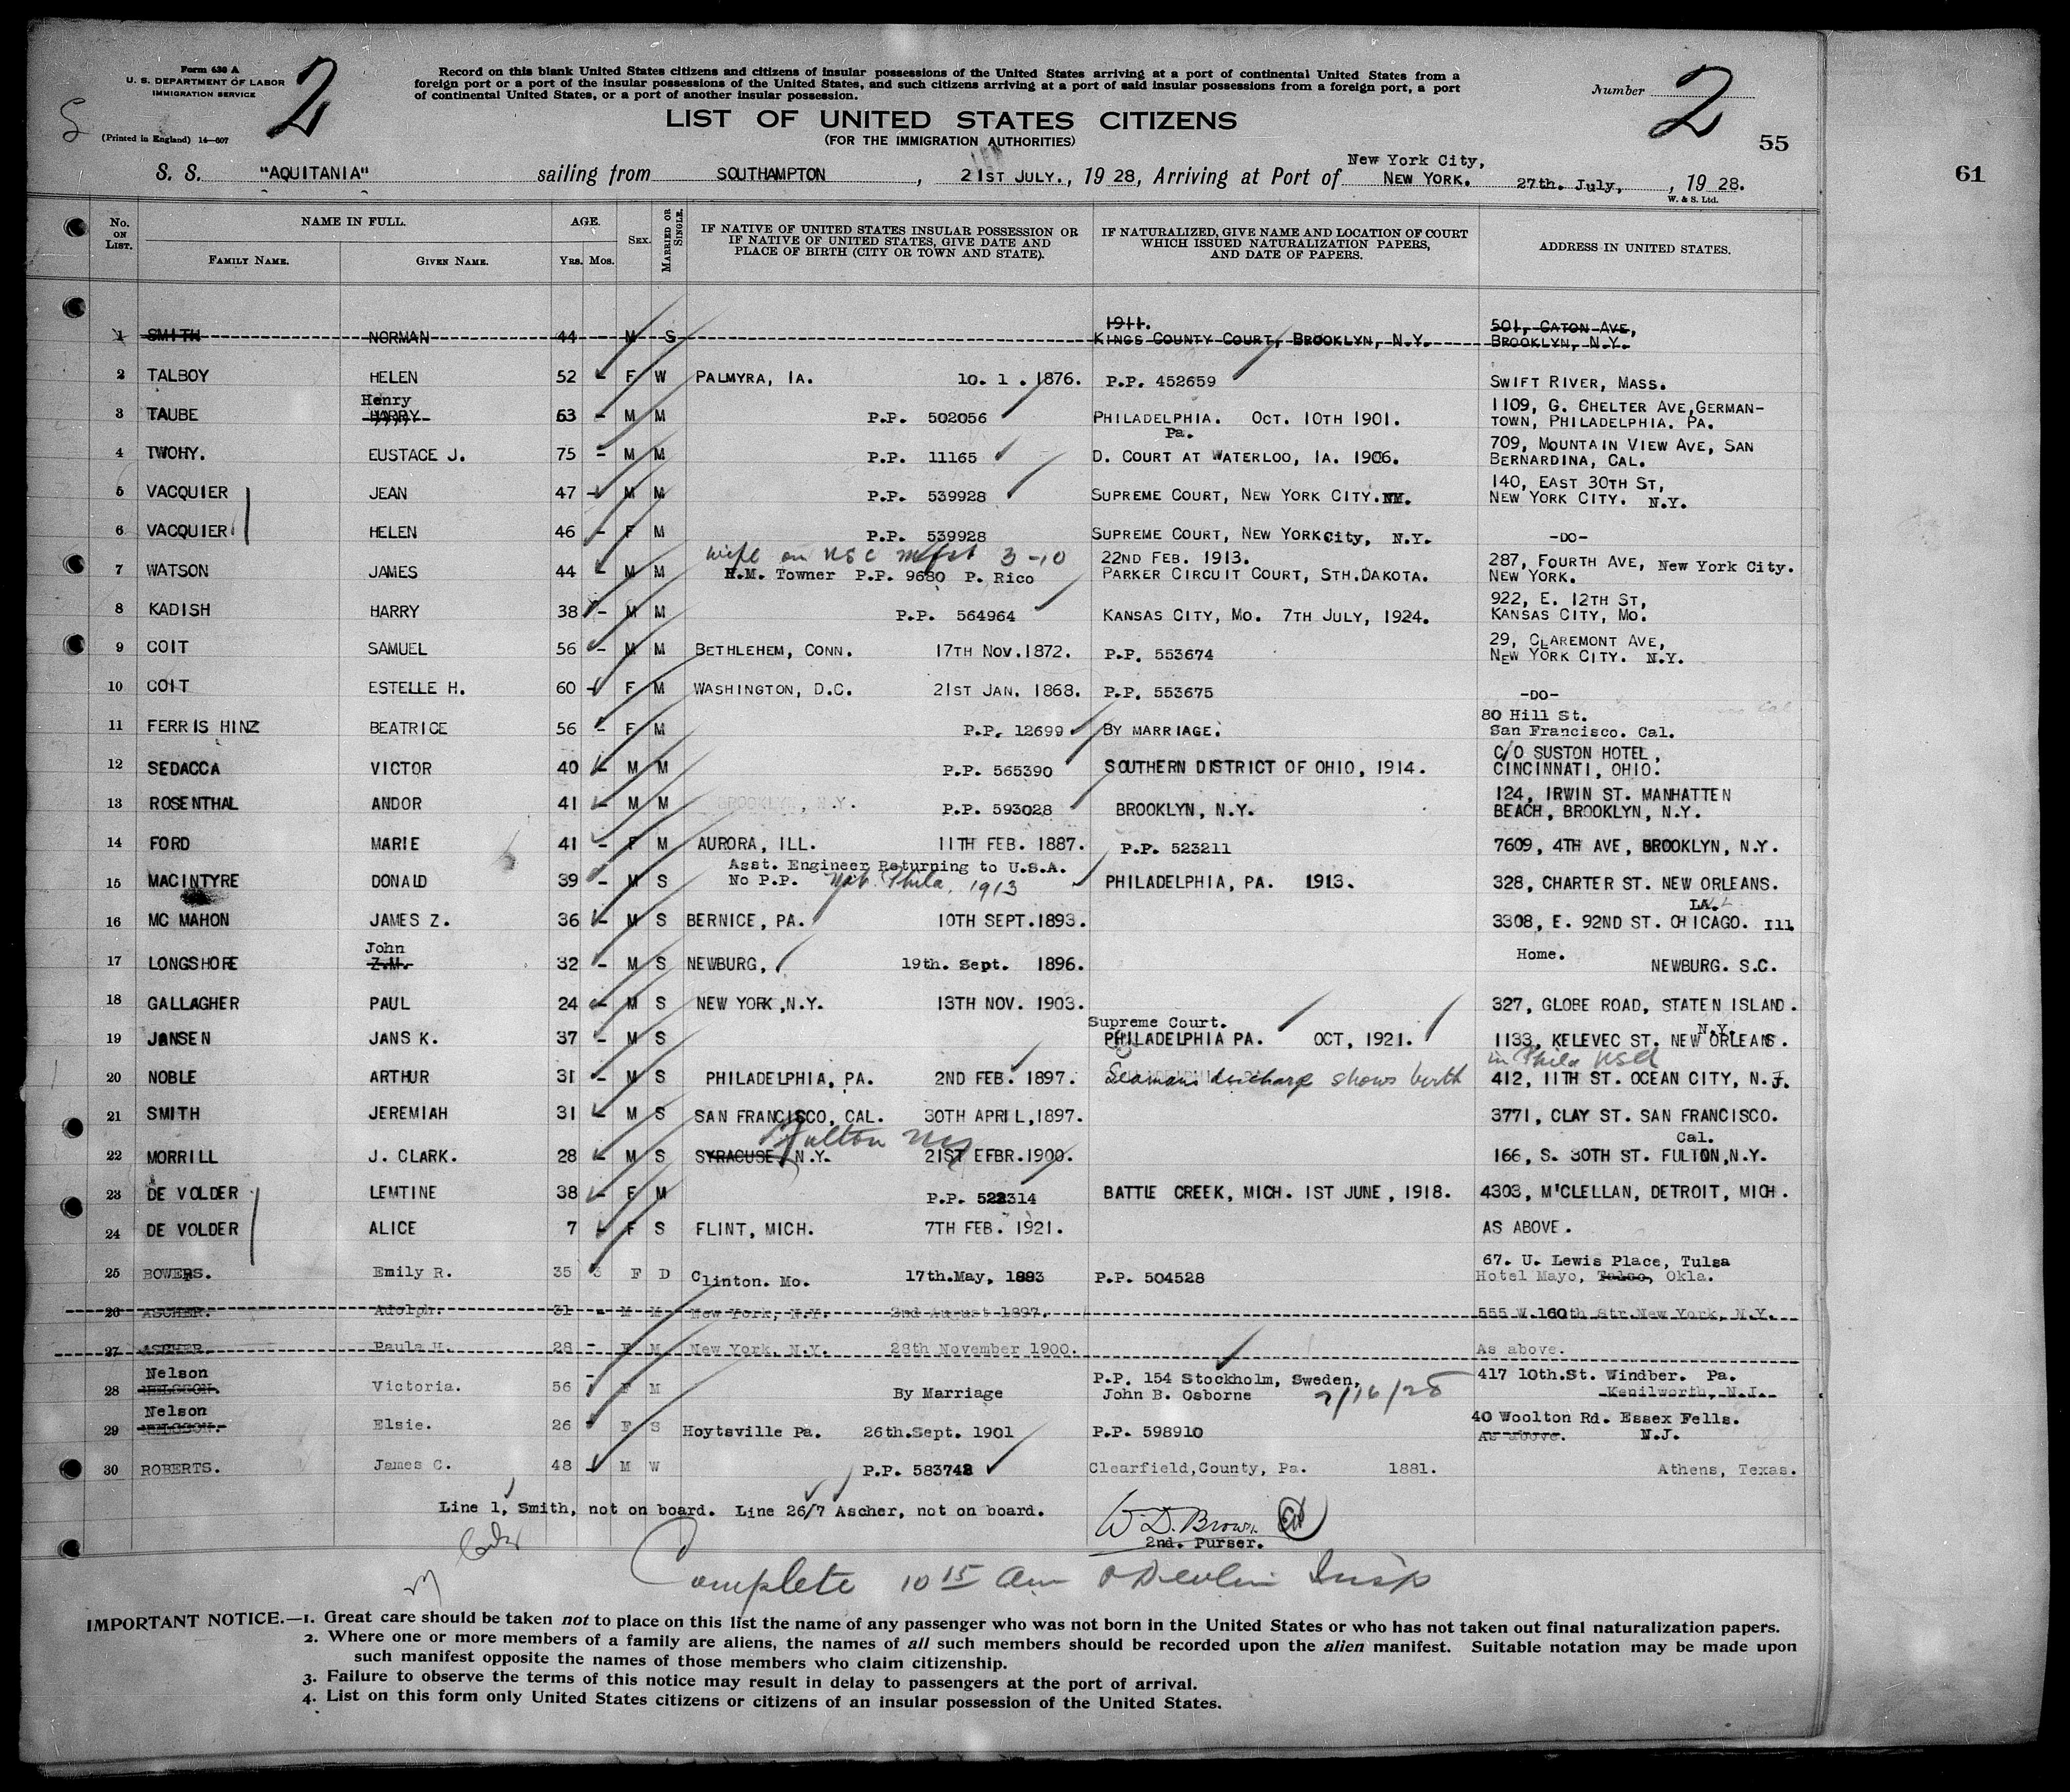 Form 630 A
U. S. DEPARTMENT OF LABOR
IMMIGRATION SERVICE
(Printed in England) 14—807
2
Record on this blank United States citizens and citizens of insular possessions of the United States arriving at a port of continental United States from a
foreign port or a port of the insular possessions of the United States, and such citizens arriving at a port of said insular possessions from a foreign port, a port
of continental United States, or a port of another insular possession.
Number 2
55
61
LIST OF UNITED STATES CITIZENS
(FOR THE IMMIGRATION AUTHORITIES)
S. S. "AQUITANIA" sailing from SOUTHAMPTON, 21ST JULY., 1928, Arriving at Port of New York City, NEW YORK. 27th. July, , 1928.
W. & S. Ltd.
No. ON LIST. NAME IN FULL. FAMILY NAME. GIVEN NAME. AGE. YRS. MOS. SEX. MARRIED OR SINGLE. IF NATIVE OF UNITED STATES INSULAR POSSESSION OR IF NATIVE OF UNITED STATES, GIVE DATE AND PLACE OF BIRTH (CITY OR TOWN AND STATE). IF NATURALIZED, GIVE NAME AND LOCATION OF COURT WHICH ISSUED NATURALIZATION PAPERS, AND DATE OF PAPERS. ADDRESS IN UNITED STATES.
1 SMITH NORMAN 44 - M S 1911. KINGS COUNTY COURT, BROOKLYN, N.Y. 501, CATON AVE, BROOKLYN, N.Y.
2 TALBOY HELEN 52 - F W PALMYRA, IA. 10. 1 . 1876. P.P. 452659 SWIFT RIVER, MASS.
3 TAUBE Henry HARRY 63 - M M P.P. 502056 PHILADELPHIA. Pa. OCT. 10TH 1901. 1109, G. CHELTER AVE, GERMAN-TOWN, PHILADELPHIA. PA.
4 TWOHY. EUSTACE J. 75 - M M P.P. 11165 D. COURT AT WATERLOO, IA. 1906. 709, MOUNTAIN VIEW AVE, SAN BERNARDINA, CAL.
5 VACQUIER JEAN 47 - M M P.P. 539928 SUPREME COURT, NEW YORK CITY. NY. 140, EAST 30TH ST, NEW YORK CITY. N.Y.
6 VACQUIER HELEN 46 - F M P.P. 539928 SUPREME COURT, NEW YORK City, N.Y. -DO-
wife on USC mfst 3-10
7 WATSON JAMES 44 - M M H.M. Towner P.P. 9680 P. Rico 22ND FEB. 1913. PARKER CIRCUIT COURT, STH.DAKOTA. 287, FOURTH AVE, New York City. NEW YORK.
8 KADISH HARRY 38 - M M P.P. 564964 KANSAS CITY, MO. 7TH JULY, 1924. 922, E. 12TH ST, KANSAS CITY, MO.
9 COIT SAMUEL 56 - M M BETHLEHEM, CONN. 17TH NOV.1872. P.P. 553674 29, CLAREMONT AVE, NEW YORK CITY. N.Y.
10 COIT ESTELLE H. 60 - F M WASHINGTON, D.C. 21ST JAN. 1868. P.P. 553675 -DO-
11 FERRIS HINZ BEATRICE 56 - F M P.P. 12699 BY MARRIAGE. 80 Hill St. San Francisco. Cal.
12 SEDACCA VICTOR 40 - M M P.P. 565390 SOUTHERN DISTRICT OF OHIO, 1914. C/O SUSTON HOTEL, CINCINNATI, OHIO.
13 ROSENTHAL ANDOR 41 - M M BROOKLYN, N.Y. P.P. 593028 BROOKLYN, N.Y. 124, IRWIN ST. MANHATTEN BEACH, BROOKLYN, N.Y.
14 FORD MARIE 41 - F M AURORA, ILL. 11TH FEB. 1887. P.P. 523211 7609, 4TH AVE, BROOKLYN, N.Y.
15 MACINTYRE DONALD 39 - M S Asst. Engineer Returning to U.S.A. No P.P. Phila, 1913 PHILADELPHIA, PA. 1913. 328, CHARTER ST. NEW ORLEANS. LA.
16 MC MAHON JAMES Z. 36 - M S BERNICE, PA. 10TH SEPT.1893. 3308, E. 92ND ST. CHICAGO. Ill
17 LONGSHORE John Z.M. 32 - M S NEWBURG, 19th. Sept. 1896. Home. NEWBURG. S.C.
18 GALLAGHER PAUL 24 - M S NEW YORK, N.Y. 13TH NOV. 1903. 327, GLOBE ROAD, STATEN ISLAND. N.Y.
19 JANSEN JANS K. 37 - M S Supreme Court. PHILADELPHIA PA. OCT, 1921. 1133, KELEVEC ST. NEW ORLEANS.
in Phila
20 NOBLE ARTHUR 31 - M S PHILADELPHIA, PA. 2ND FEB. 1897. Seamans discharge shows birth 412, 11TH ST. OCEAN CITY, N.J.
21 SMITH JEREMIAH 31 - M S SAN FRANCISCO, CAL. 30TH APRIL,1897. 3771, CLAY ST. SAN FRANCISCO. Cal.
22 MORRILL J. CLARK. 28 - M S Fulton NY SYRACUSE, N.Y. 21ST EFBR.1900. 166, S. 30TH ST. FULTON, N.Y.
23 DE VOLDER LEMTINE 38 - F M P.P. 522314 BATTLE CREEK, MICH. 1ST JUNE, 1918. 4303, M'CLELLAN, DETROIT, MICH.
24 DE VOLDER ALICE 7 - F S FLINT, MICH. 7TH FEB. 1921. AS ABOVE.
25 BOWERS. Emily R. 35 F D Clinton. Mo. 17th.May, 1893 P.P. 504528 67. U. Lewis Place, Tulsa Hotel Mayo, Tulso, Okla.
26 ASCHER. Adolph. 31 - M M New York, N.Y. 2nd August 1897. 555 W.160th Str.New York, N.Y.
27 ASCHER. Paula H. 28 - F M New York, N.Y. 28th November 1900. As above.
28 Nelson Victoria. 56 - F M By Marriage P.P. 154 Stockholm, Sweden, John B. Osborne 2/16/28 417 10th.St. Windber. Pa. Kenilworth, N.J.
29 Nelson Elsie. 26 - F S Hoytsville Pa. 26th.Sept. 1901 P.P. 598910 40 Woolton Rd. Essex Fells. N.J. As above.
30 ROBERTS. James C. 48 - M W P.P. 583748 Clearfield,County, Pa. 1881. Athens, Texas.
Line 1, Smith, not on board. Line 26/7 Ascher, not on board.
W. D. Brown
2nd. Purser.
Complete 10 15 am Insp
IMPORTANT NOTICE.—1. Great care should be taken not to place on this list the name of any passenger who was not born in the United States or who has not taken out final naturalization papers.
2. Where one or more members of a family are aliens, the names of all such members should be recorded upon the alien manifest. Suitable notation may be made upon
such manifest opposite the names of those members who claim citizenship.
3. Failure to observe the terms of this notice may result in delay to passengers at the port of arrival.
4. List on this form only United States citizens or citizens of an insular possession of the United States.